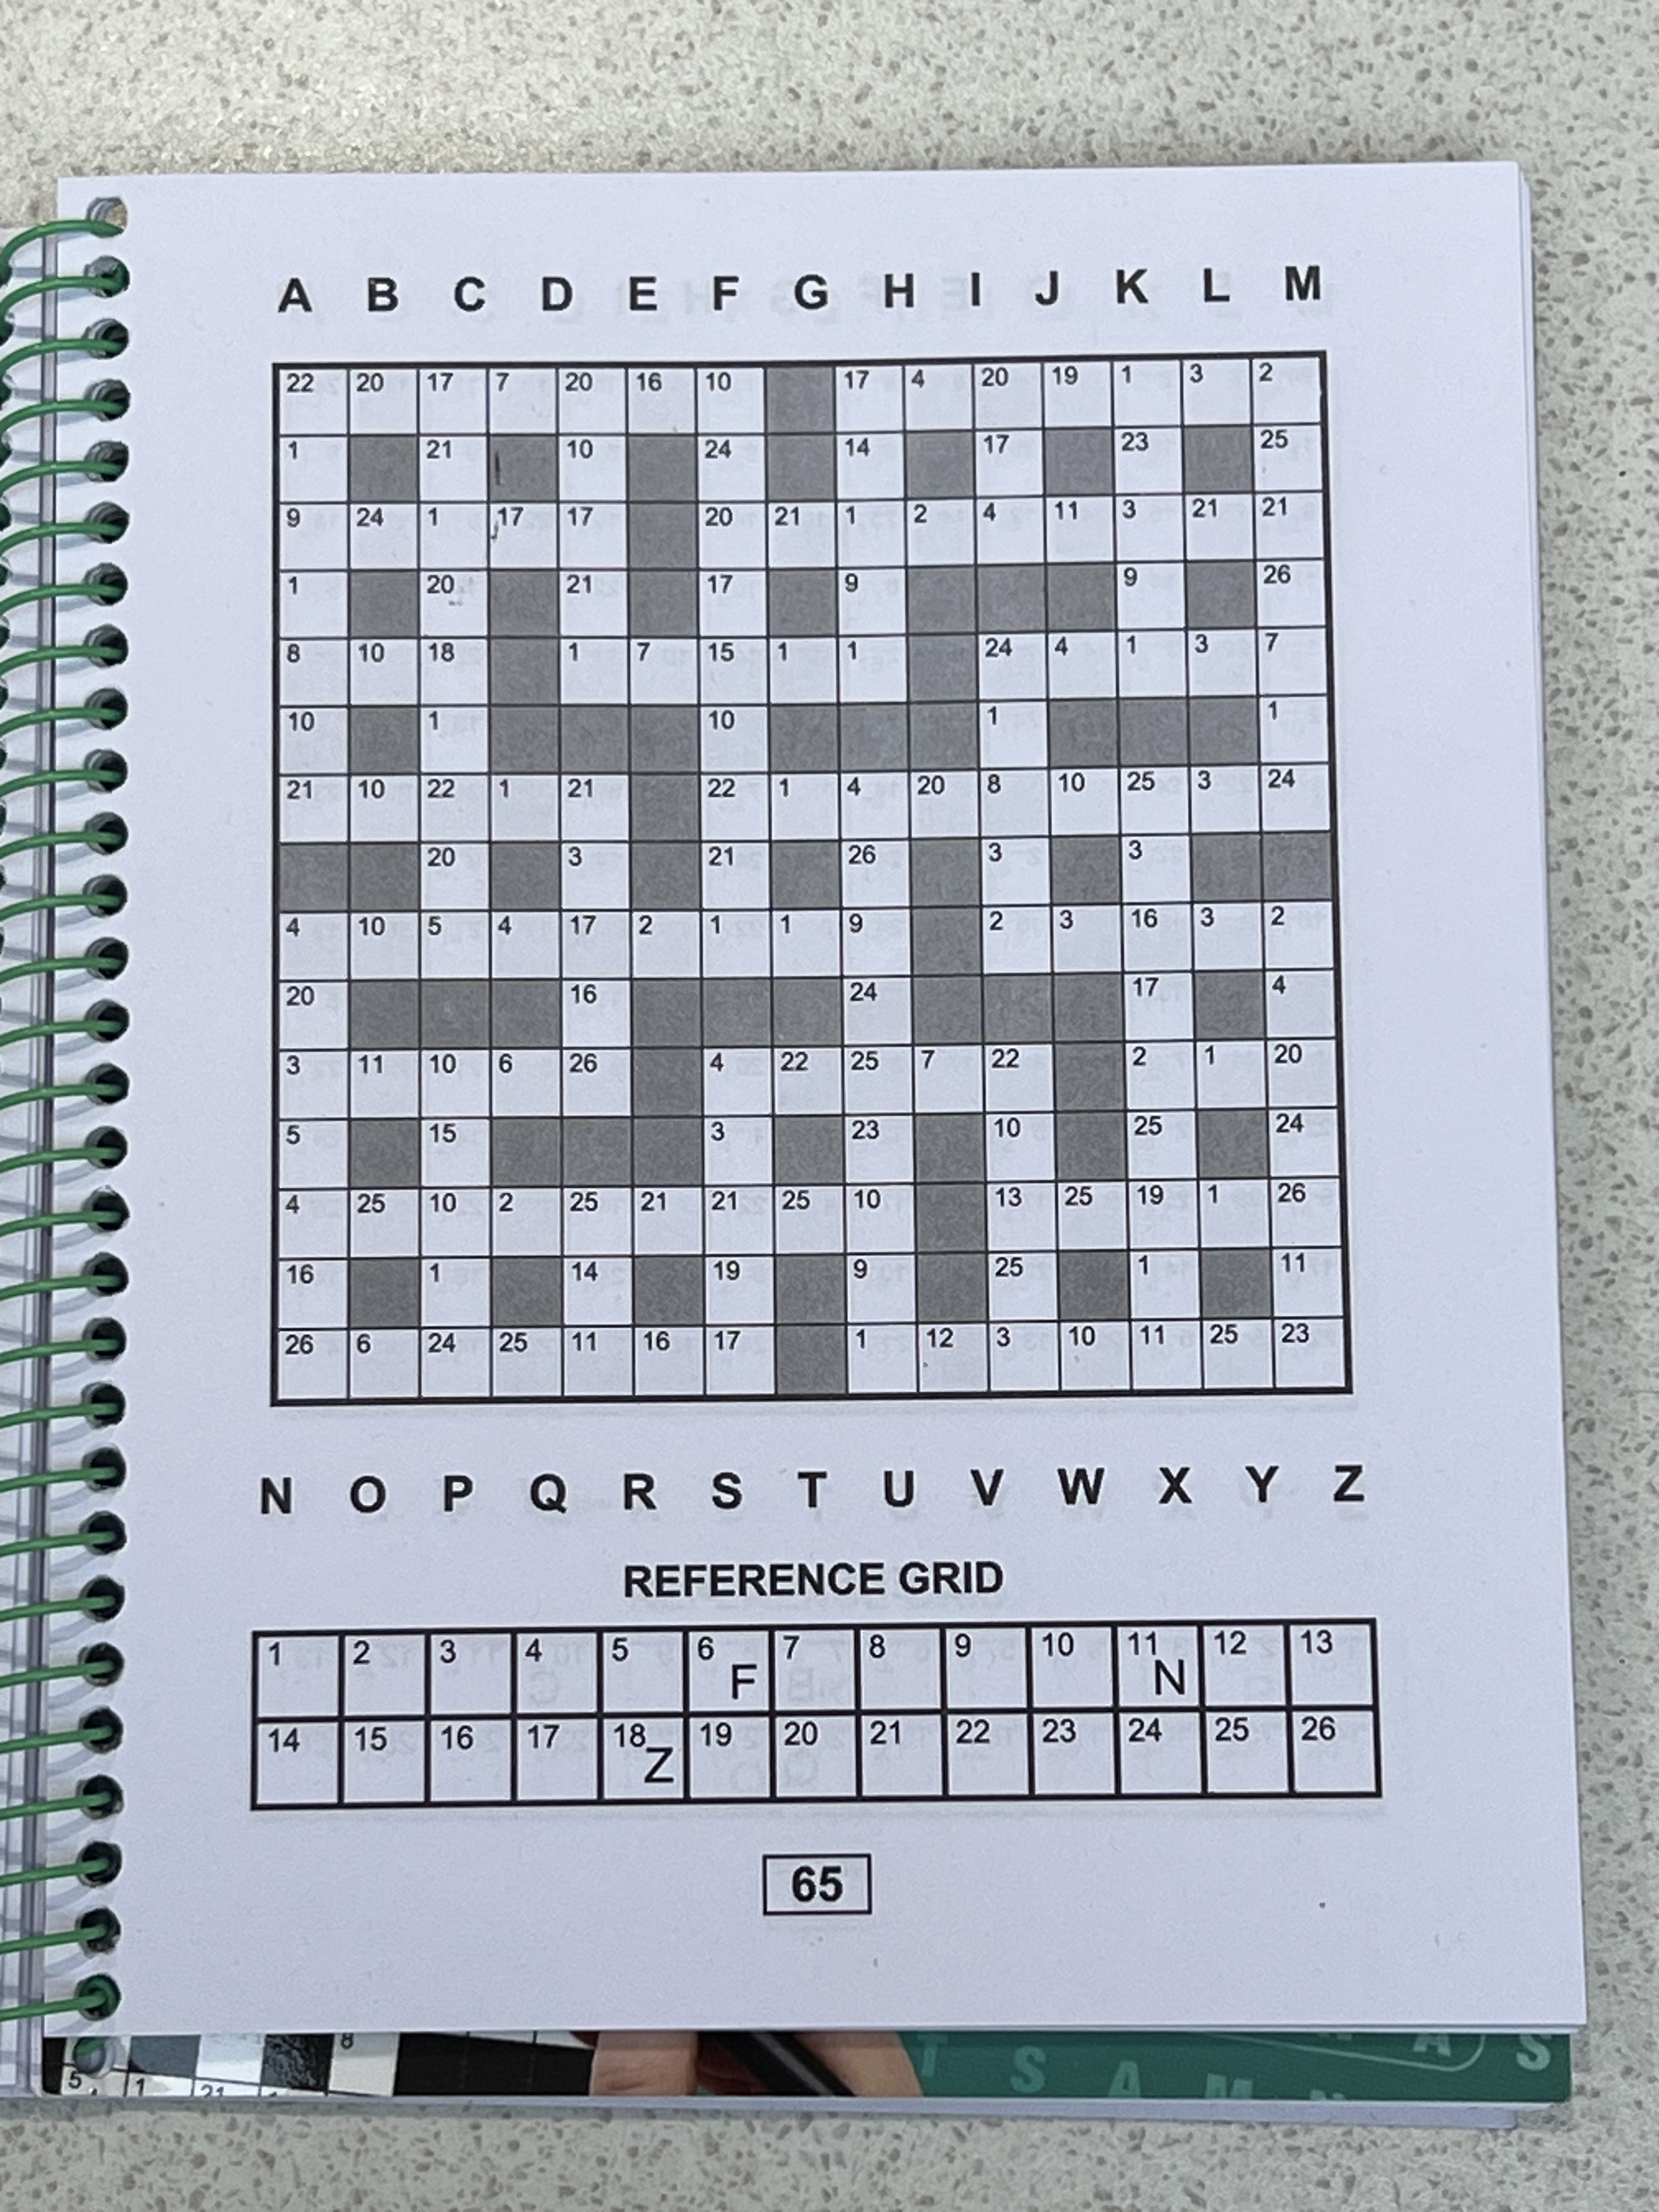 A B C D E F G H I J K L M
22 20 17 7 20 16 10 17 4 20 19 1 3 2
1 21 10 24 14 17 23 25
9 24 1 17 17 20 21 1 2 4 11 3 21 21
1 20 21 17 9 9 26
8 10 18 1 7 15 1 1 24 4 1 3 7
10 1 10 1 1
21 10 22 1 21 22 1 4 20 8 10 25 3 24
20 3 21 26 3 3
4 10 5 4 17 2 1 1 9 2 3 16 3 2
20 16 24 17 4
3 11 10 6 26 4 22 25 7 22 2 1 20
5 15 3 23 10 25 24
4 25 10 2 25 21 21 25 10 13 25 19 1 26
16 1 14 19 9 25 1 11
26 6 24 25 11 16 17 1 12 3 10 11 25 23
N O P Q R S T U V W X Y Z
REFERENCE GRID
1 2 3 4 5 6 F 7 8 9 10 11 N 12 13
14 15 16 17 18 Z 19 20 21 22 23 24 25 26
65
8
5 1 21
T S A M
A S